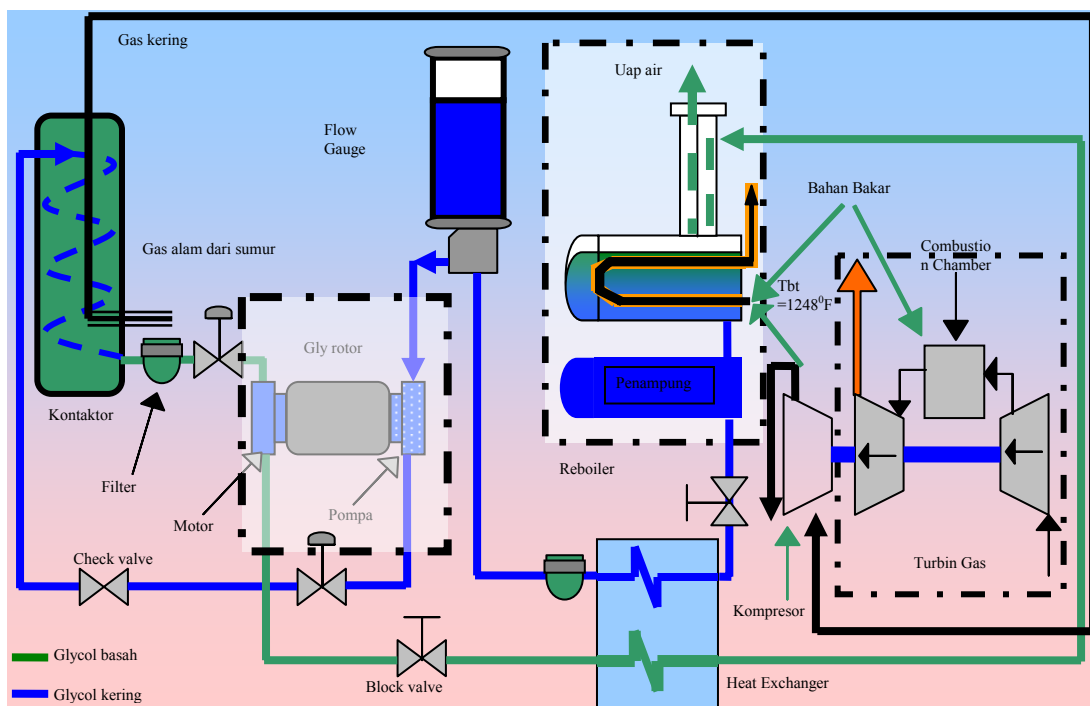 Gas kering
Uap air
Flow
Gauge
Bahan Bakar
Gas alam dari sumur
Combustio
n Chamber
Tbt
=1248⁰F
Gly rotor
Penampung
Kontaktor
Reboiler
Filter
Motor
Pompa
Check valve
Turbin Gas
Kompresor
Glycol basah
Block valve
Heat Exchanger
Glycol kering